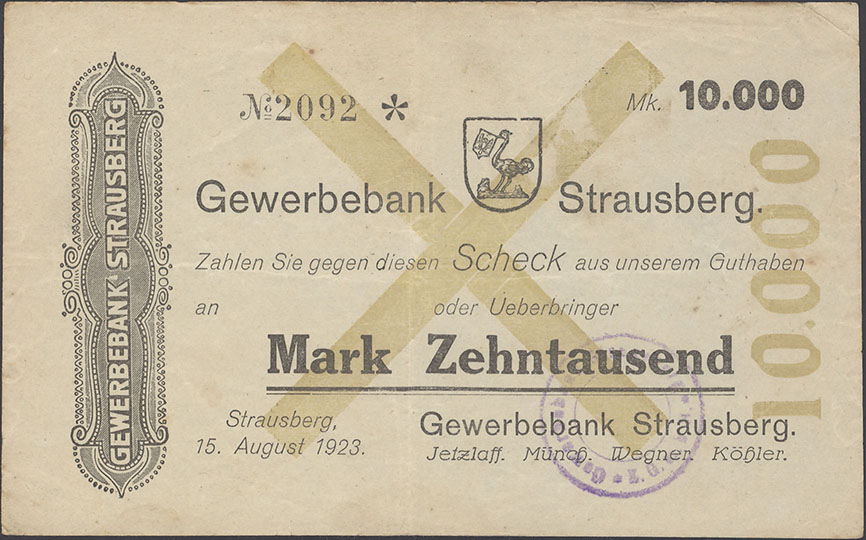 GEWERBEBANK STRAUSBERG
№2092 *
Mk. 10.000
Gewerbebank Strausberg.
Zahlen Sie gegen diesen Scheck aus unserem Guthaben
an oder Ueberbringer
Mark Zehntausend
Strausberg,
15. August 1923.
Gewerbebank Strausberg.
Jetzlaff. Münch. Wegner. Kößler.
10.000